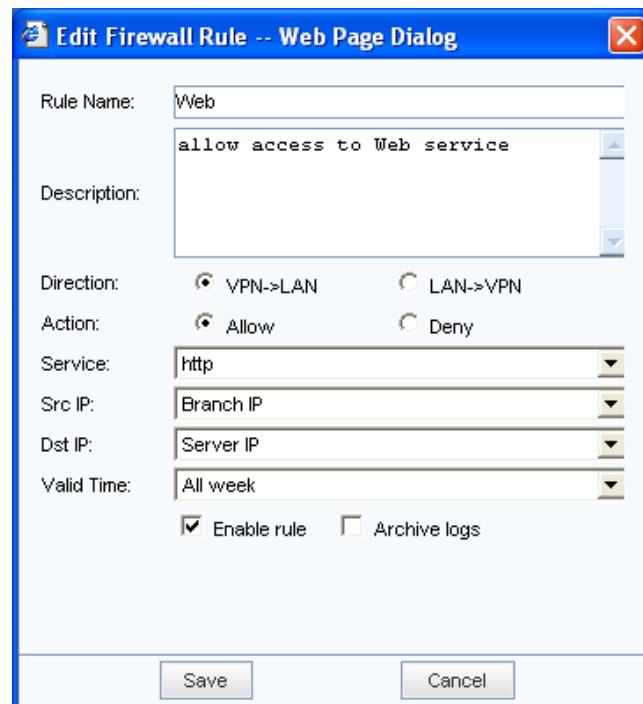 Edit Firewall Rule -- Web Page Dialog
Rule Name: Web
allow access to Web service
Description:
Direction: VPN->LAN LAN->VPN
Action: Allow Deny
Service: http
Src IP: Branch IP
Dst IP: Server IP
Valid Time: All week
Enable rule Archive logs
Save Cancel